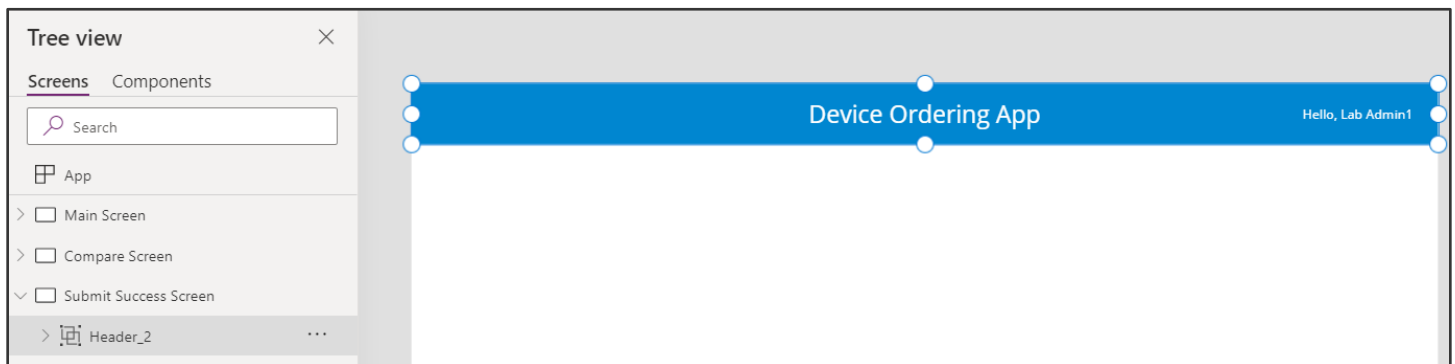 Tree view
Screens Components
Search
App
Main Screen
Compare Screen
Submit Success Screen
Header_2
Device Ordering App
Hello, Lab Admin1